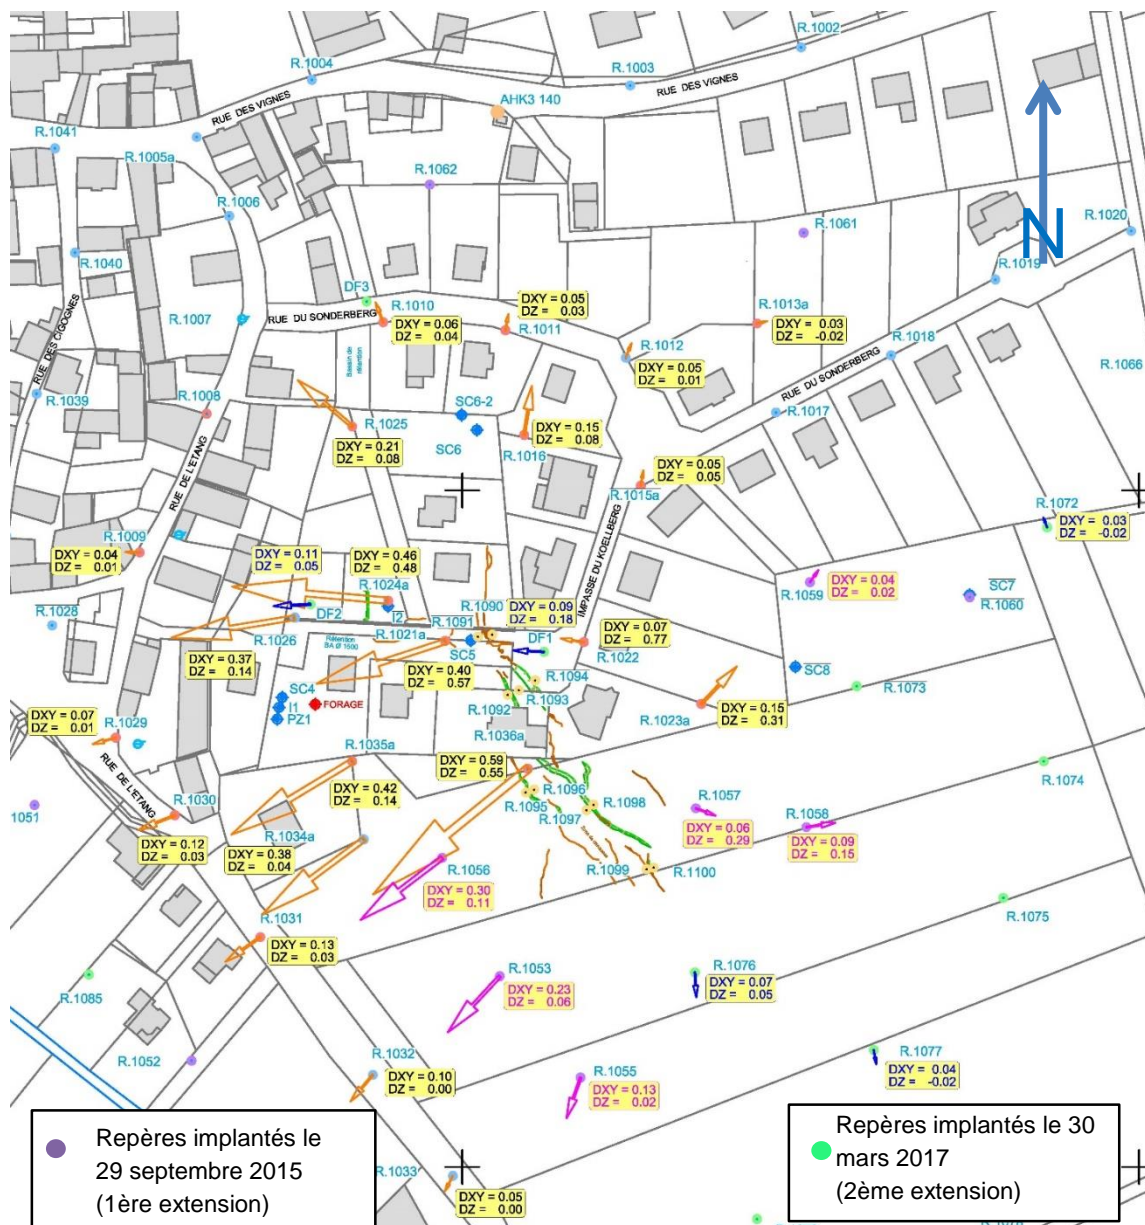 R.1002
R.1004
R.1003
RUE DES VIGNES
RUE DES VIGNES
AHK3 140
R.1041
R.1005a
R.1062
R.1006
R.1061
N
R.1020
R.1040
R.1019
DF3
R.1010
DXY = 0.05
DZ = 0.03
R.1013a
R.1007
RUE DU SONDERBERG
DXY = 0.06
DZ = 0.04
R.1011
DXY = 0.03
DZ = -0.02
R.1018
R.1012
RUE DES CIGOGNES
Bassin de
rétention
DXY = 0.05
DZ = 0.01
RUE DU SONDERBERG
R.1066
R.1039
R.1008
R.1017
R.1025
SC6-2
DXY = 0.15
DZ = 0.08
DXY = 0.21
DZ = 0.08
SC6
R.1016
DXY = 0.05
DZ = 0.05
RUE DE L'ETANG
R.1015a
R.1072
IMPASSE DU KOELLBERG
DXY = 0.03
DZ = -0.02
R.1009
DXY = 0.04
DZ = 0.01
DXY = 0.11
DZ = 0.05
DXY = 0.46
DZ = 0.48
R.1024a
DXY = 0.04
DZ = 0.02
SC7
R.1059
R.1060
R.1028
DF2
I2
R.1090
DXY = 0.09
DZ = 0.18
R.1026
R.1021a
R.1091
DF1
DXY = 0.07
DZ = 0.77
Rétention
BA Ø 1600
SC5
R.1022
DXY = 0.37
DZ = 0.14
DXY = 0.40
DZ = 0.57
R.1094
SC8
SC4
I1
PZ1
FORAGE
R.1093
R.1092
R.1073
DXY = 0.07
DZ = 0.01
R.1029
R.1023a
DXY = 0.15
DZ = 0.31
R.1036a
R.1035a
RUE DE L'ETANG
DXY = 0.59
DZ = 0.55
R.1074
DXY = 0.42
DZ = 0.14
R.1096
R.1095
R.1098
R.1057
R.1030
1051
R.1097
R.1058
DXY = 0.06
DZ = 0.29
R.1034a
DXY = 0.12
DZ = 0.03
DXY = 0.38
DZ = 0.04
DXY = 0.09
DZ = 0.15
R.1056
R.1099
R.1100
DXY = 0.30
DZ = 0.11
R.1075
R.1031
DXY = 0.13
DZ = 0.03
R.1053
R.1076
DXY = 0.23
DZ = 0.06
DXY = 0.07
DZ = 0.05
R.1085
R.1077
R.1052
R.1032
DXY = 0.10
DZ = 0.00
R.1055
DXY = 0.13
DZ = 0.02
DXY = 0.04
DZ = -0.02
Repères implantés le
29 septembre 2015
(1ère extension)
R.1033
DXY = 0.05
DZ = 0.00
Repères implantés le 30
mars 2017
(2ème extension)